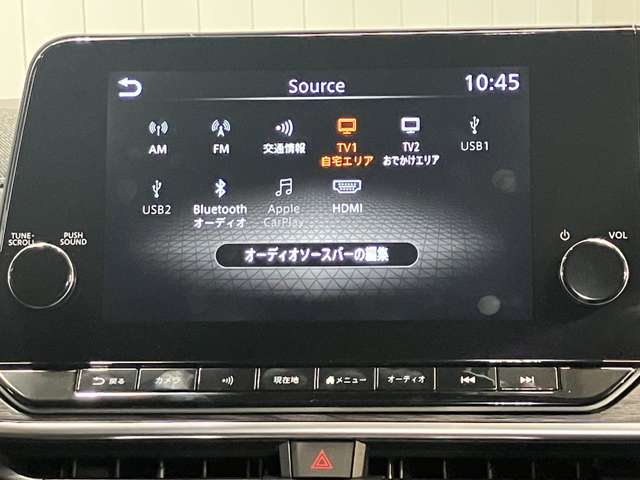 Source
10:45
AM
FM
交通情報
TV1
自宅エリア
TV2
おでかけエリア
USB1
USB2
Bluetooth
オーディオ
Apple
CarPlay
HDMI
オーディオソースバーの編集
TUNE・
SCROLL
PUSH
SOUND
VOL
戻る
カメラ
現在地
メニュー
オーディオ